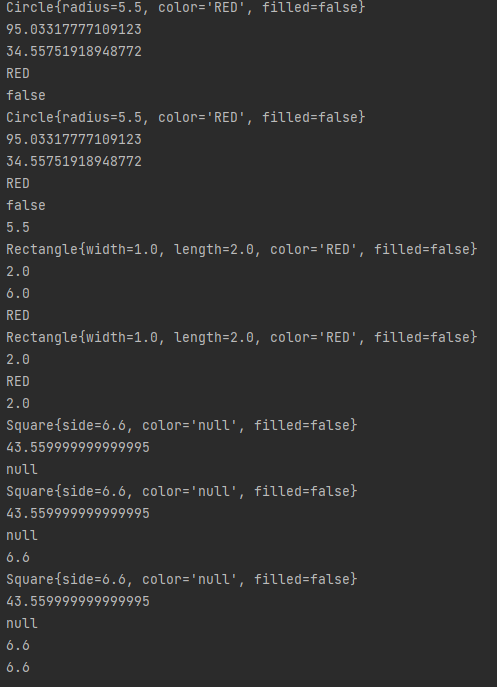 Circle{radius=5.5, color='RED', filled=false}
95.03317777109123
34.55751918948772
RED
false
Circle{radius=5.5, color='RED', filled=false}
95.03317777109123
34.55751918948772
RED
false
5.5
Rectangle{width=1.0, length=2.0, color='RED', filled=false}
2.0
6.0
RED
Rectangle{width=1.0, length=2.0, color='RED', filled=false}
2.0
RED
2.0
Square{side=6.6, color='null', filled=false}
43.559999999999995
null
Square{side=6.6, color='null', filled=false}
43.559999999999995
null
6.6
Square{side=6.6, color='null', filled=false}
43.559999999999995
null
6.6
6.6